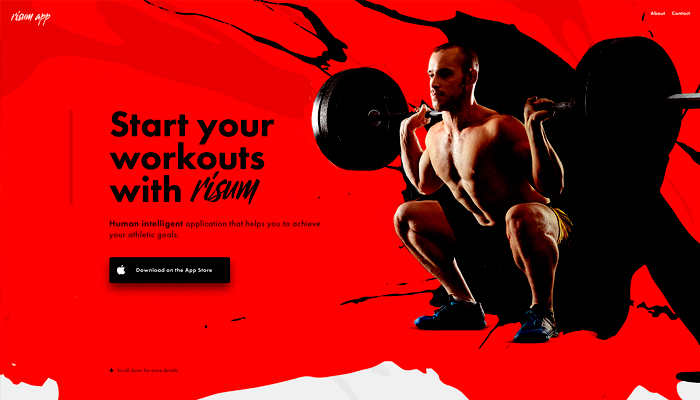 risum app
About Contact
Start your
workouts
with risum
Human intelligent application that helps you to achieve
your athletic goals.
Download on the App Store
Scroll down for more details